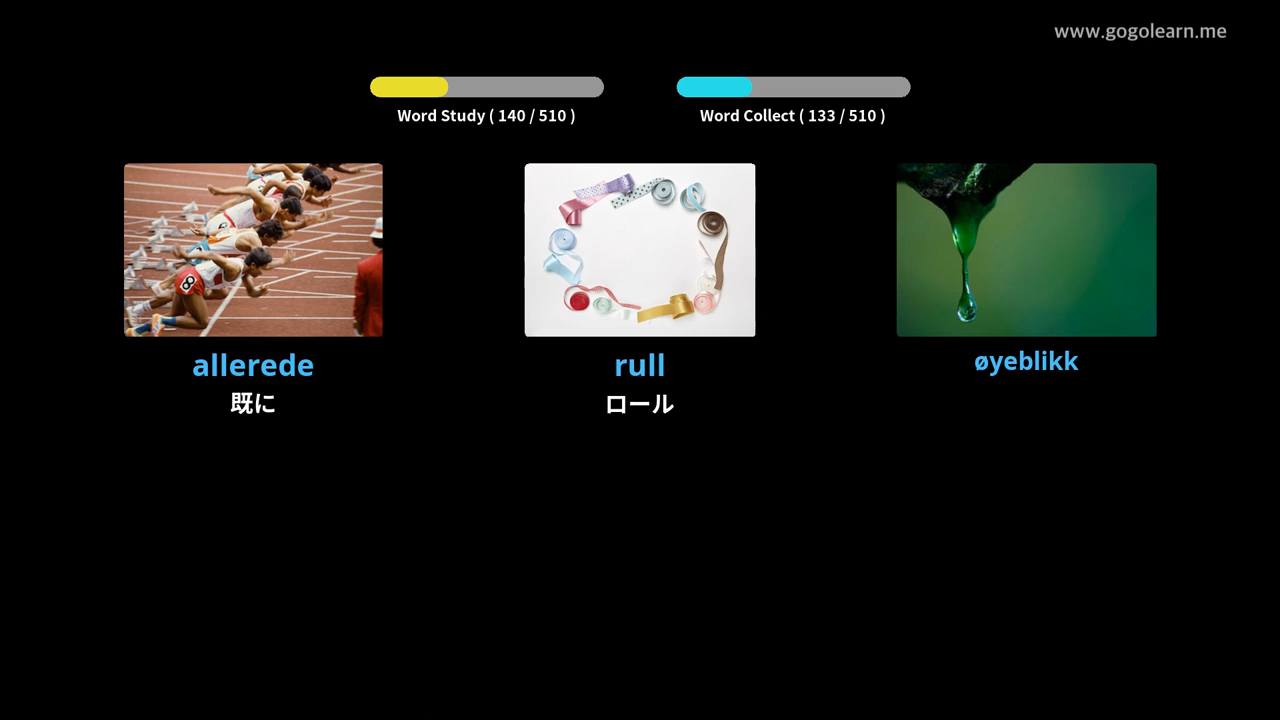 www.gogolearn.me
Word Study ( 140 / 510 )
Word Collect ( 133 / 510 )
8
allerede
既に
rull
ロール
øyeblikk